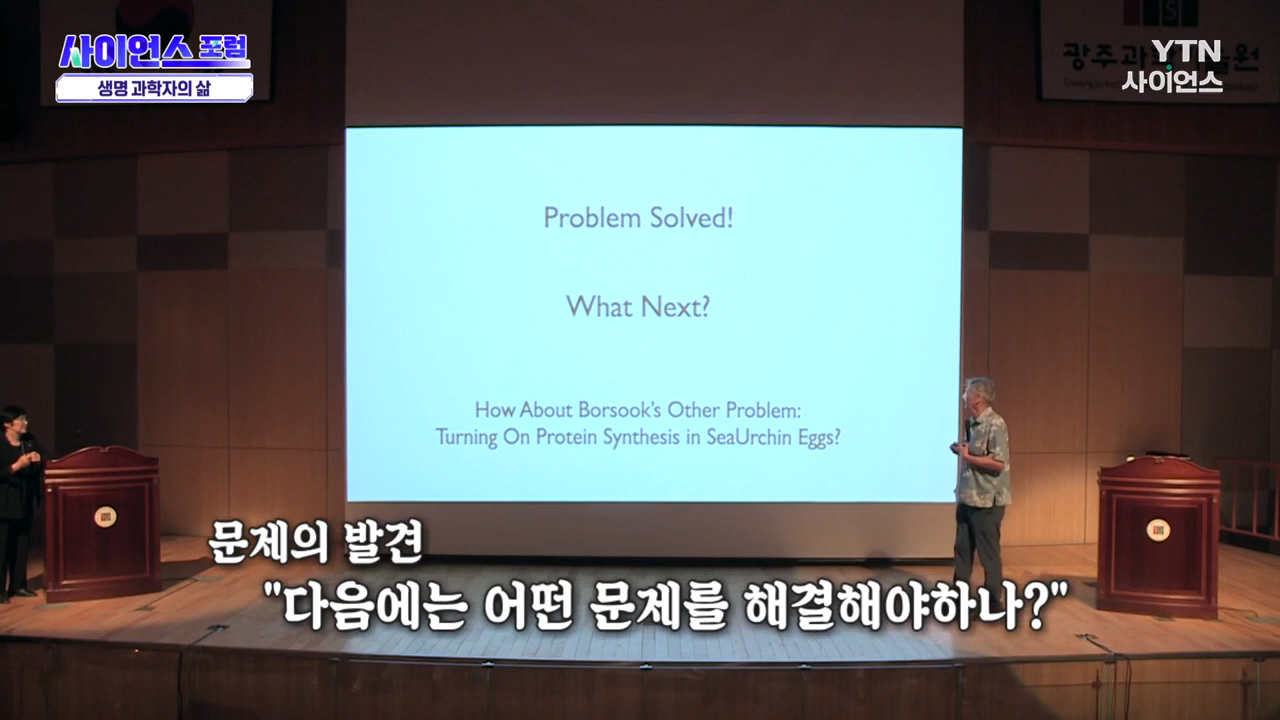 사이언스 포럼
생명 과학자의 삶
YTN
사이언스
Problem Solved!
What Next?
How About Borsook's Other Problem:
Turning On Protein Synthesis in SeaUrchin Eggs?
문제의 발견
"다음에는 어떤 문제를 해결해야하나?"